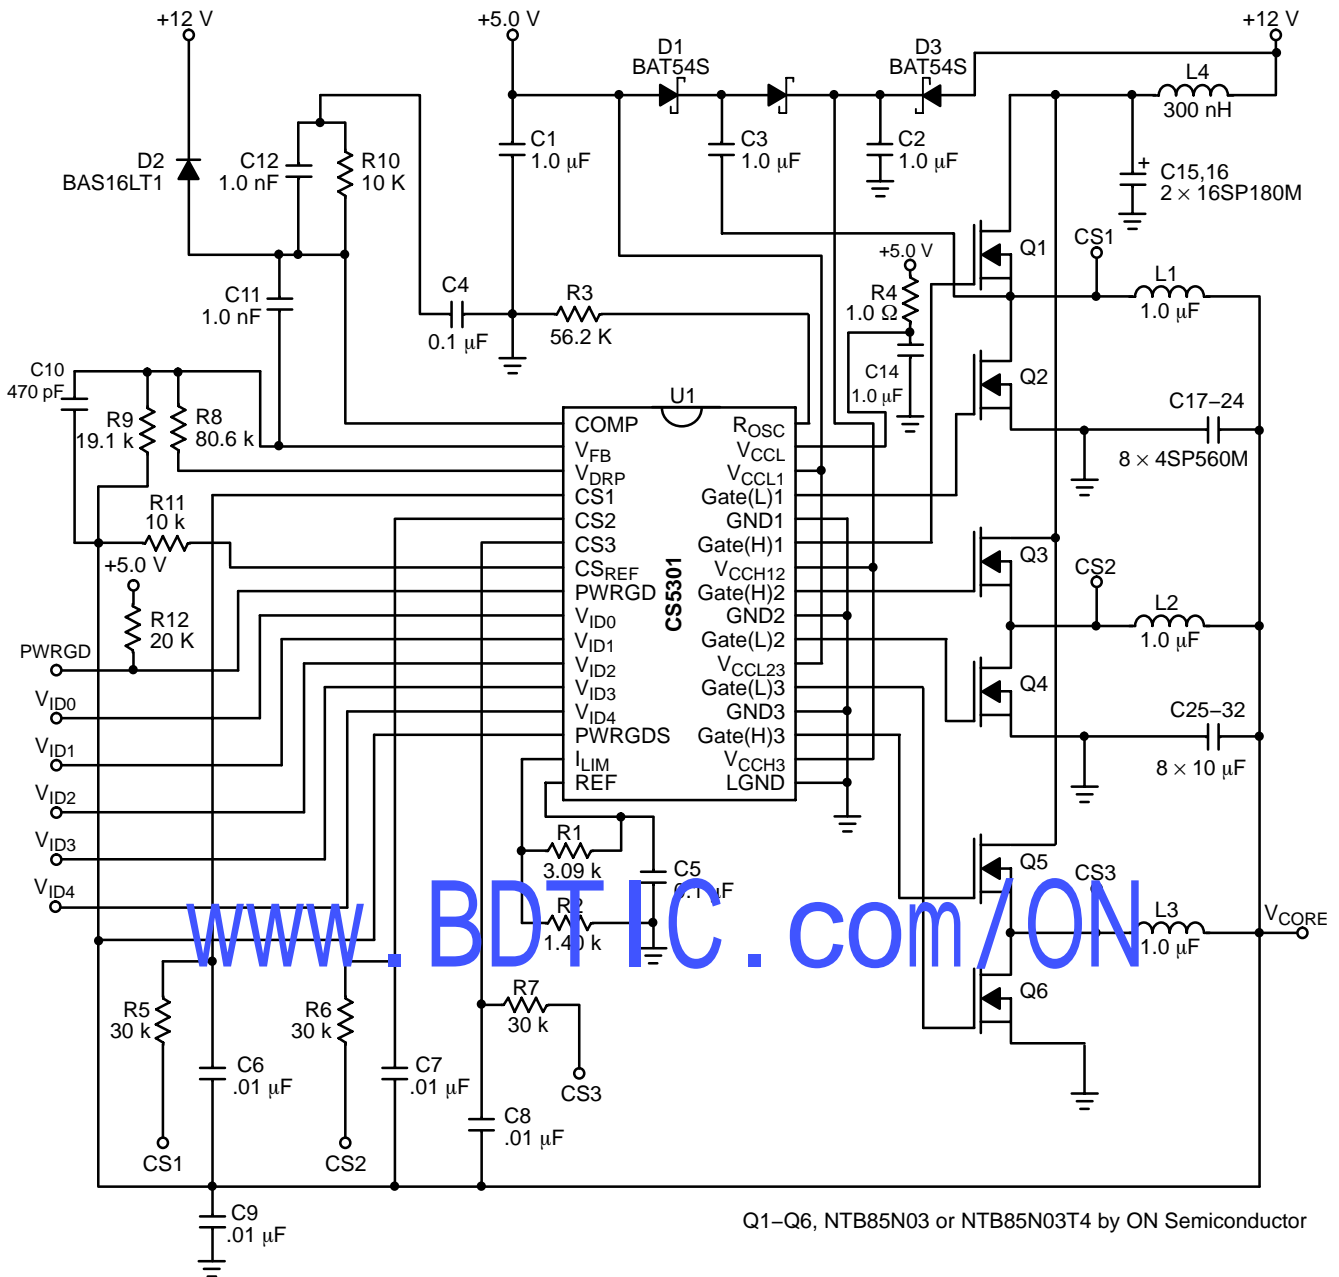 +12 V
+5.0 V
+12 V
D1
BAT54S
D3
BAT54S
L4
300 nH
D2
BAS16LT1
C12
1.0 nF
R10
10 K
C1
1.0 μF
C3
1.0 μF
C2
1.0 μF
C15,16
2 × 16SP180M
C11
1.0 nF
C4
0.1 μF
R3
56.2 K
+5.0 V
R4
1.0 Ω
C14
1.0 μF
Q1
CS1
L1
1.0 μF
C10
470 pF
R9
19.1 k
R8
80.6 k
Q2
C17–24
8 × 4SP560M
U1
CS5301
COMP
VFB
VDRP
CS1
CS2
CS3
CSREF
PWRGD
VID0
VID1
VID2
VID3
VID4
PWRGDS
ILIM
REF
ROSC
VCCL
VCCL1
Gate(L)1
GND1
Gate(H)1
VCCH12
Gate(H)2
GND2
Gate(L)2
VCCL23
Gate(L)3
GND3
Gate(H)3
VCCH3
LGND
R11
10 k
+5.0 V
R12
20 K
PWRGD
VID0
VID1
VID2
VID3
VID4
Q3
CS2
L2
1.0 μF
Q4
C25–32
8 × 10 μF
R1
3.09 k
R2
1.40 k
C5
0.1 μF
Q5
CS3
L3
1.0 μF
VCORE
Q6
www.BDTIC.com/ON
R5
30 k
R6
30 k
R7
30 k
C6
.01 μF
C7
.01 μF
C8
.01 μF
CS3
CS1
CS2
C9
.01 μF
Q1–Q6, NTB85N03 or NTB85N03T4 by ON Semiconductor